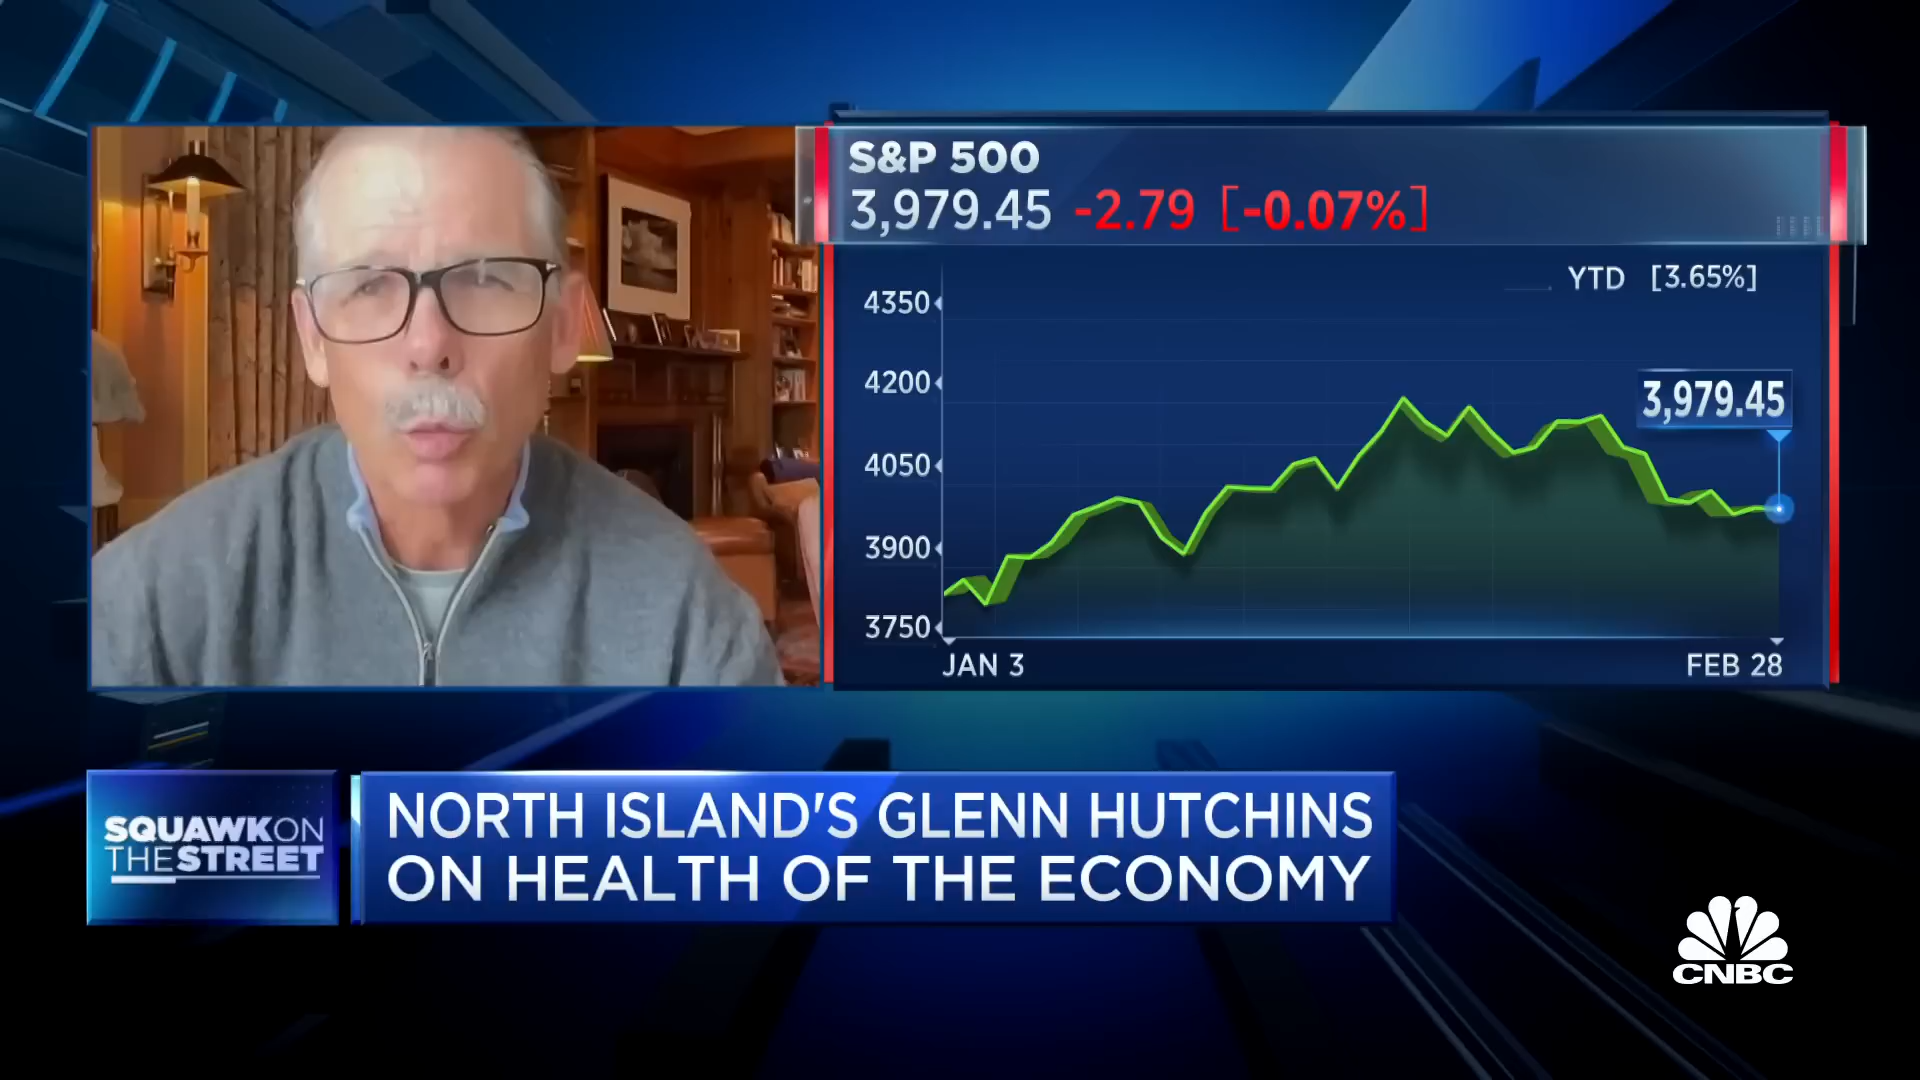 S&P 500
3,979.45 -2.79 [-0.07%]
YTD [3.65%]
4350
4200
4050
3900
3750
3,979.45
JAN 3
FEB 28
SQUAWK ON
THE STREET
NORTH ISLAND'S GLENN HUTCHINS
ON HEALTH OF THE ECONOMY
CNBC